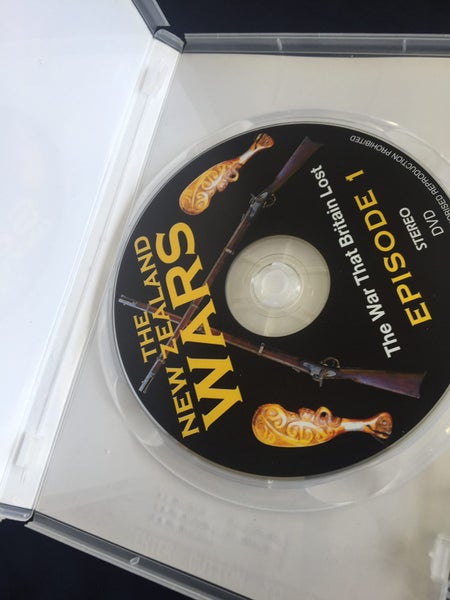 THE
NEW ZEALAND
WARS
The War That Britain Lost
EPISODE 1
STEREO
DVD
REPRODUCTION PROHIBITED